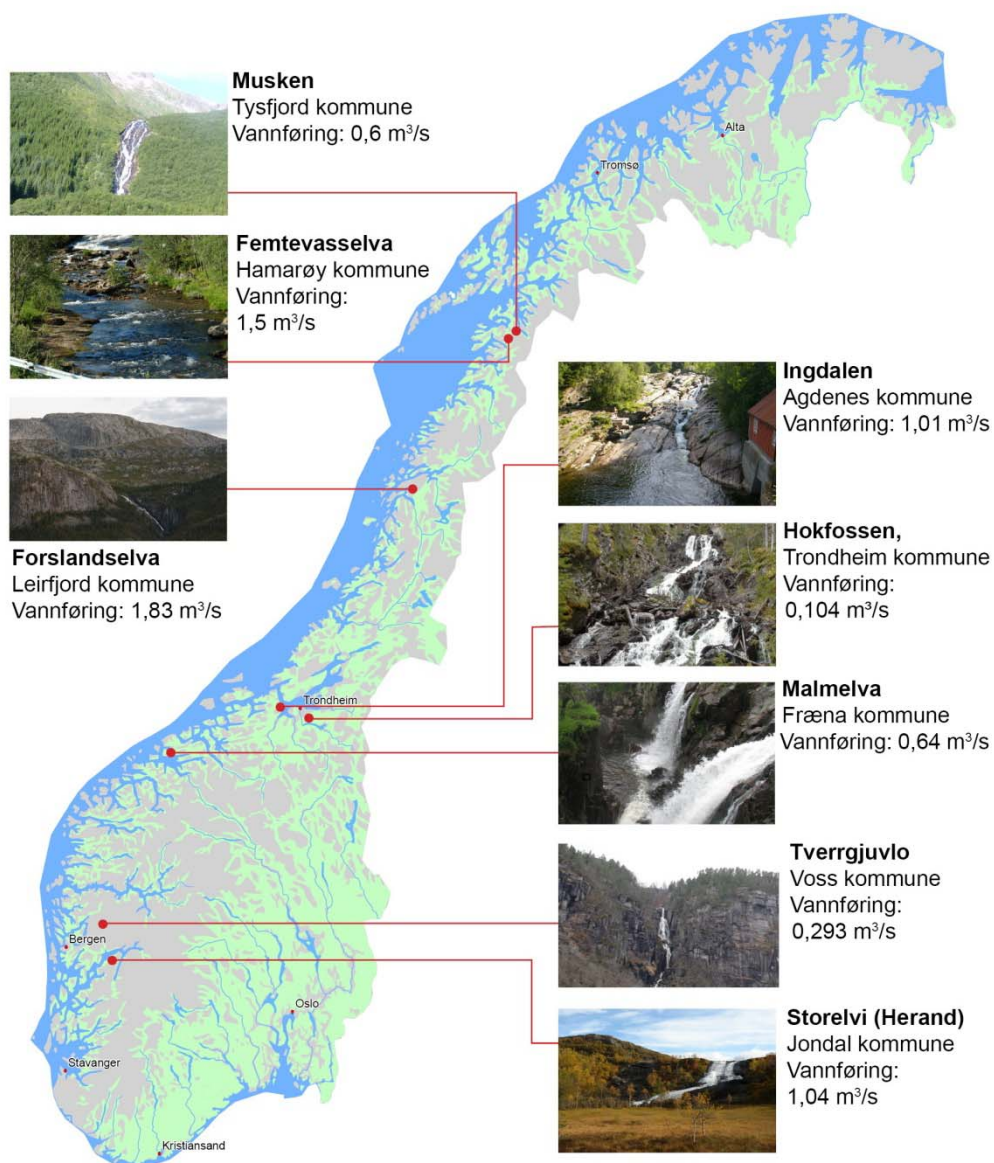 Musken
Tysfjord kommune
Vannføring: 0,6 m³/s
Femtevasselva
Hamarøy kommune
Vannføring:
1,5 m³/s
Forslandselva
Leirfjord kommune
Vannføring: 1,83 m³/s
Alta
Tromsø
Trondheim
Bergen
Oslo
Stavanger
Kristiansand
Ingdalen
Agdenes kommune
Vannføring: 1,01 m³/s
Hokfossen,
Trondheim kommune
Vannføring:
0,104 m³/s
Malmelva
Fræna kommune
Vannføring: 0,64 m³/s
Tverrgjuvlo
Voss kommune
Vannføring:
0,293 m³/s
Storelvi (Herand)
Jondal kommune
Vannføring:
1,04 m³/s